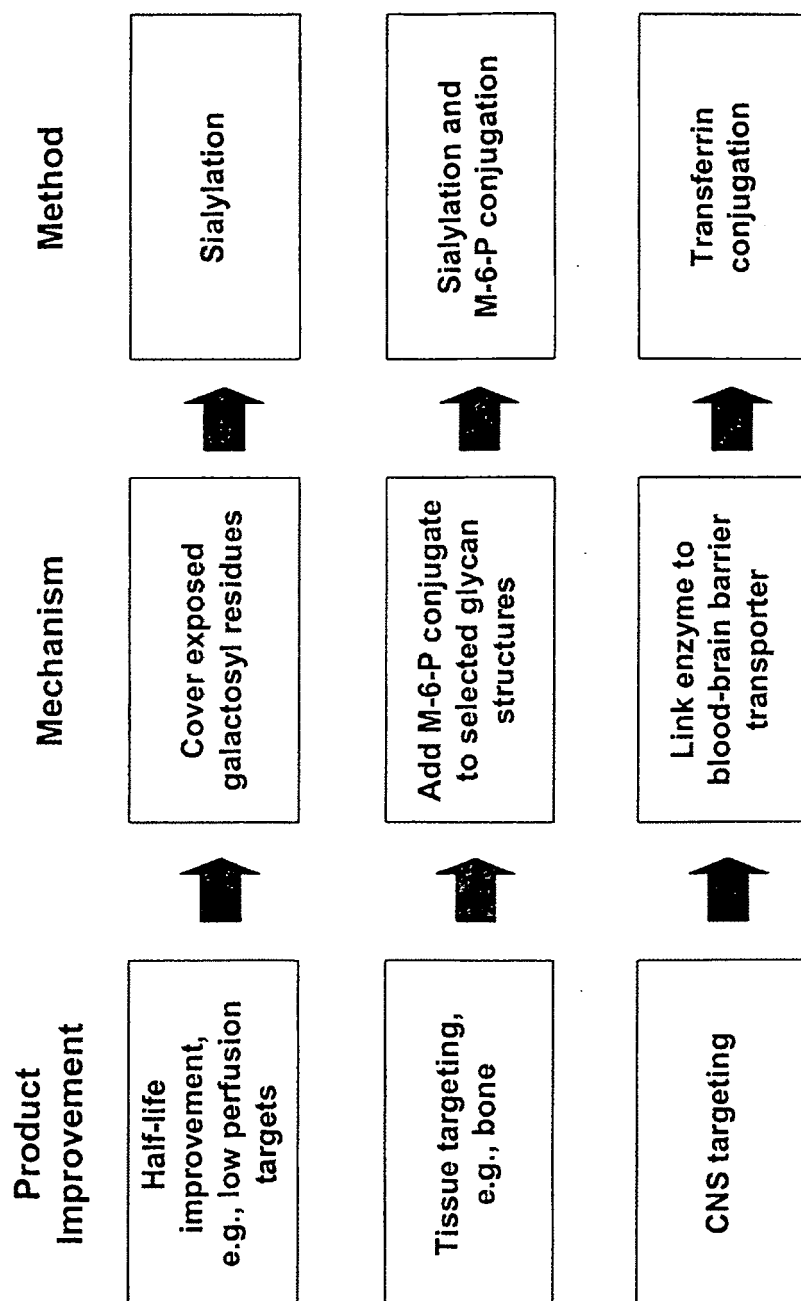 Product
Improvement
Mechanism
Method
Half-life
improvement,
e.g., low perfusion
targets
Cover exposed
galactosyl residues
Sialylation
Tissue targeting,
e.g., bone
Add M-6-P conjugate
to selected glycan
structures
Sialylation and
M-6-P conjugation
CNS targeting
Link enzyme to
blood-brain barrier
transporter
Transferrin
conjugation